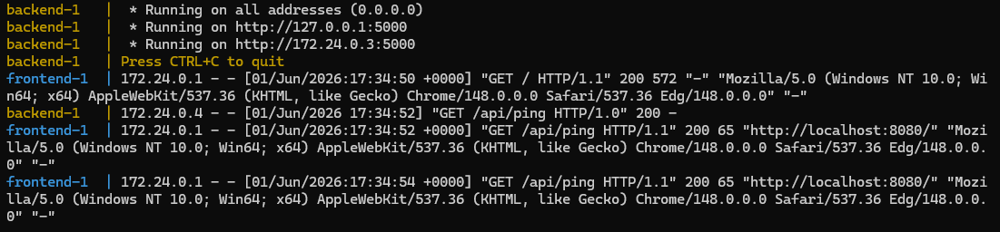 backend-1   |  * Running on all addresses (0.0.0.0)
backend-1   |  * Running on http://127.0.0.1:5000
backend-1   |  * Running on http://172.24.0.3:5000
backend-1   | Press CTRL+C to quit
frontend-1  | 172.24.0.1 - - [01/Jun/2026:17:34:50 +0000] "GET / HTTP/1.1" 200 572 "-" "Mozilla/5.0 (Windows NT 10.0; Wi
n64; x64) AppleWebKit/537.36 (KHTML, like Gecko) Chrome/148.0.0.0 Safari/537.36 Edg/148.0.0.0" "-"
backend-1   | 172.24.0.4 - - [01/Jun/2026 17:34:52] "GET /api/ping HTTP/1.0" 200 -
frontend-1  | 172.24.0.1 - - [01/Jun/2026:17:34:52 +0000] "GET /api/ping HTTP/1.1" 200 65 "http://localhost:8080/" "Mozi
lla/5.0 (Windows NT 10.0; Win64; x64) AppleWebKit/537.36 (KHTML, like Gecko) Chrome/148.0.0.0 Safari/537.36 Edg/148.0.0.
0" "-"
frontend-1  | 172.24.0.1 - - [01/Jun/2026:17:34:54 +0000] "GET /api/ping HTTP/1.1" 200 65 "http://localhost:8080/" "Mozi
lla/5.0 (Windows NT 10.0; Win64; x64) AppleWebKit/537.36 (KHTML, like Gecko) Chrome/148.0.0.0 Safari/537.36 Edg/148.0.0.
0" "-"